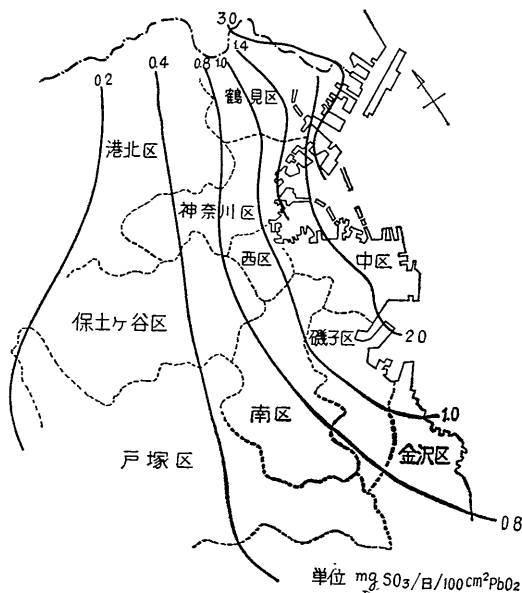 3.0
1.4
0.2 0.4 0.8 1.0
鶴見区
港北区
神奈川区
西区
中区
保土ヶ谷区
磯子区
2.0
南区
1.0
戸塚区
金沢区
0.8
単位 mg SO₃/日/100cm²PbO₂